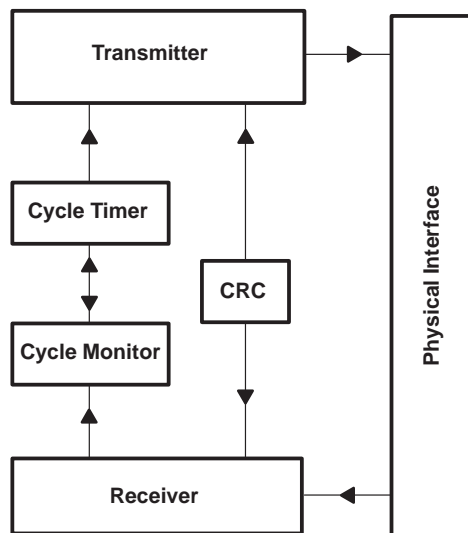 Transmitter
Cycle Timer
CRC
Cycle Monitor
Receiver
Physical Interface